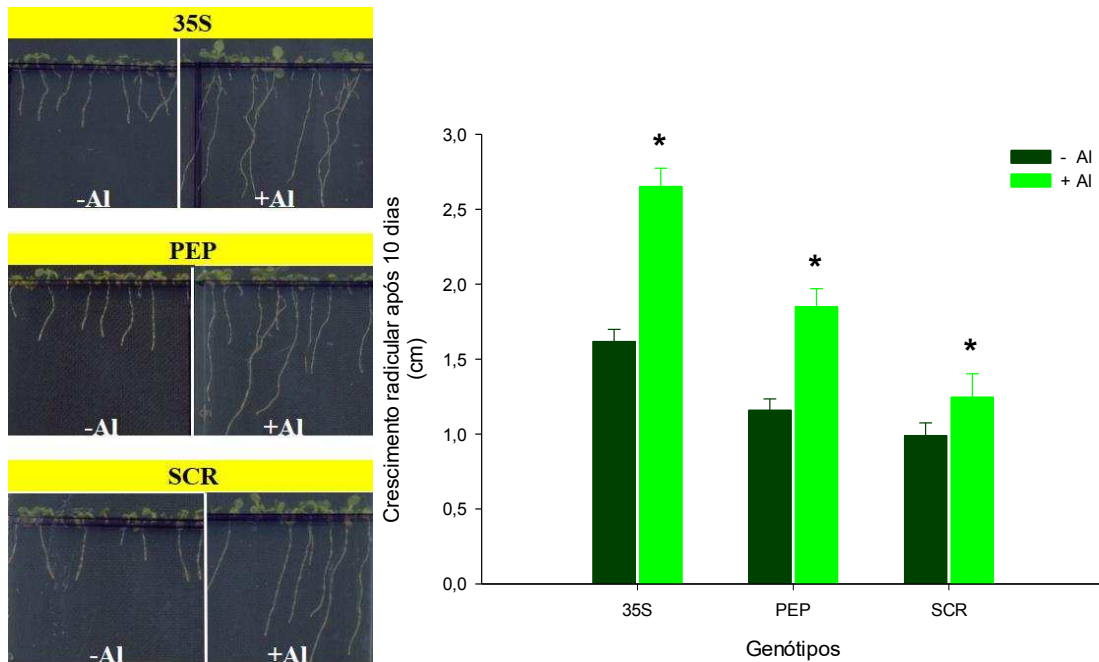 35S
-Al
+Al
PEP
-Al
+Al
SCR
-Al
+Al
Crescimento radicular após 10 dias
(cm)
3,0
2,5
2,0
1,5
1,0
0,5
0,0
*
*
*
- Al
+ Al
35S
PEP
SCR
Genótipos